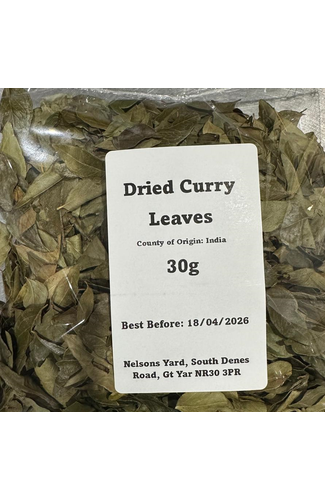 Dried Curry
Leaves
County of Origin: India
30g
Best Before: 18/04/2026
Nelsons Yard, South Denes
Road, Gt Yar NR30 3PR